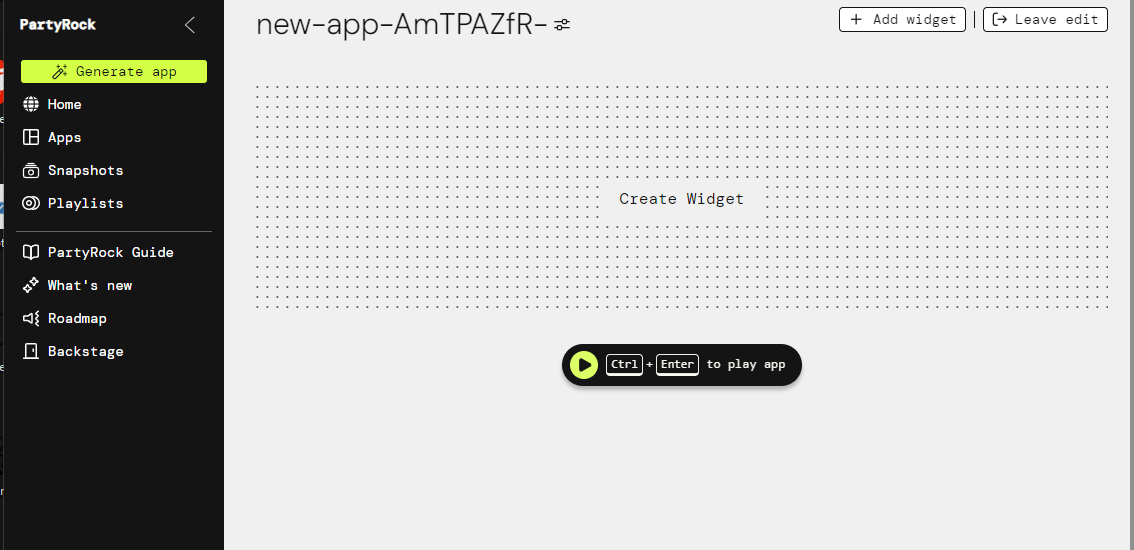 PartyRock
Generate app
Home
Apps
Snapshots
Playlists
PartyRock Guide
What's new
Roadmap
Backstage
new-app-AmTPAZfR-
Add widget
Leave edit
Create Widget
Ctrl + Enter to play app